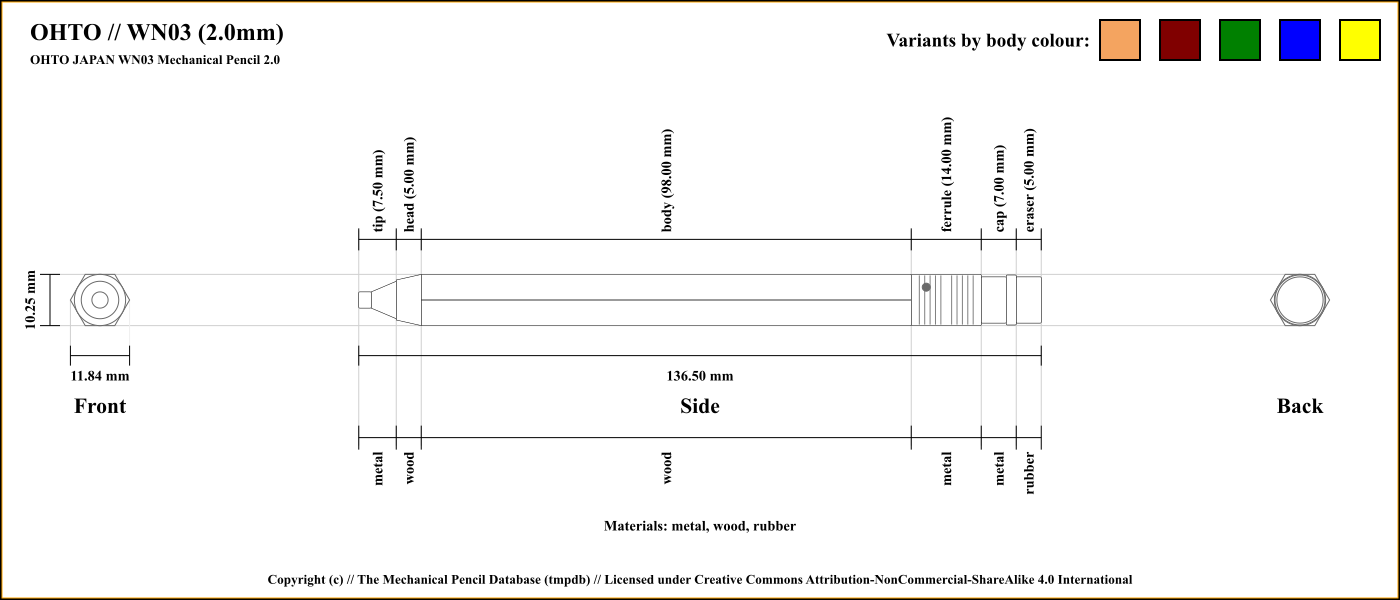 OHTO // WN03 (2.0mm)
OHTO JAPAN WN03 Mechanical Pencil 2.0
Variants by body colour:
tip (7.50 mm)
head (5.00 mm)
body (98.00 mm)
ferrule (14.00 mm)
cap (7.00 mm)
eraser (5.00 mm)
10.25 mm
11.84 mm
136.50 mm
Front
Side
Back
metal
wood
wood
metal
metal
rubber
Materials: metal, wood, rubber
Copyright (c) // The Mechanical Pencil Database (tmpdb) // Licensed under Creative Commons Attribution-NonCommercial-ShareAlike 4.0 International